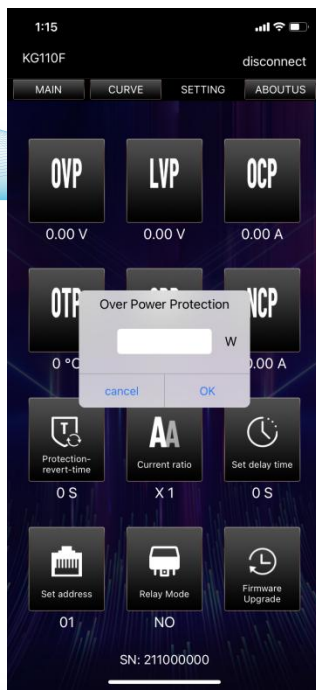 1:15
KG110F
disconnect
MAIN
CURVE
SETTING
ABOUTUS
OVP
LVP
OCP
0.00 V
0.00 V
0.00 A
OTP
NCP
Over Power Protection
W
cancel
OK
0 °C
0.00 A
Protection-
revert-time
Current ratio
Set delay time
0 S
X 1
0 S
Set address
Relay Mode
Firmware
Upgrade
01
NO
SN: 211000000